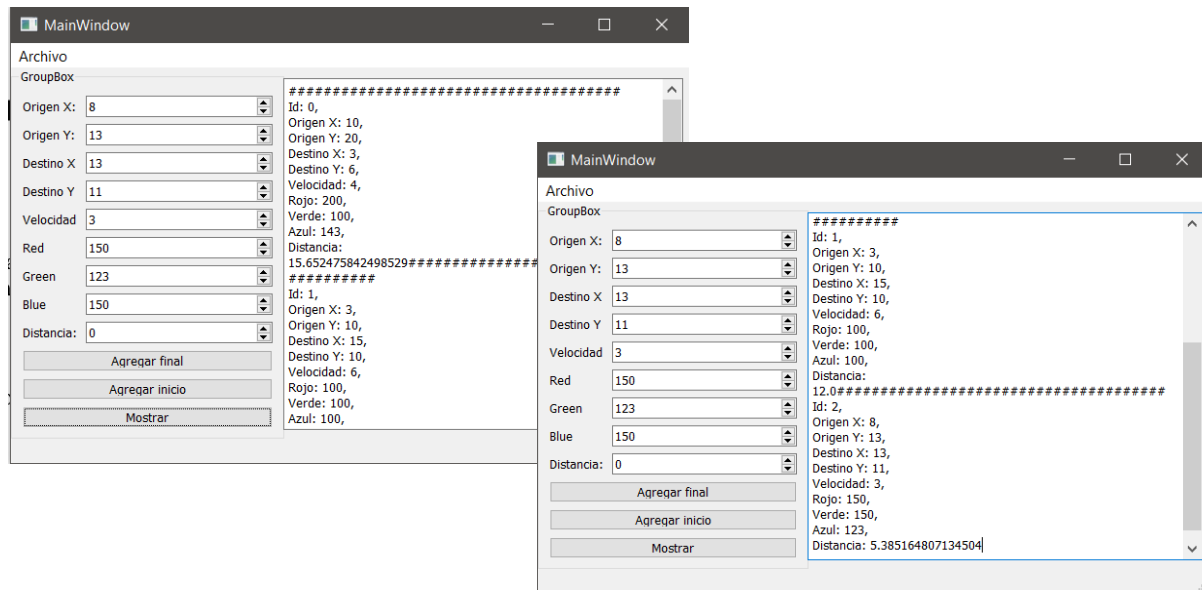 MainWindow
Archivo
GroupBox
Origen X: 8
Origen Y: 13
Destino X 13
Destino Y 11
Velocidad 3
Red 150
Green 123
Blue 150
Distancia: 0
Agregar final
Agregar inicio
Mostrar
######################################
Id: 0,
Origen X: 10,
Origen Y: 20,
Destino X: 3,
Destino Y: 6,
Velocidad: 4,
Rojo: 200,
Verde: 100,
Azul: 143,
Distancia:
15.652475842498529###############
##########
Id: 1,
Origen X: 3,
Origen Y: 10,
Destino X: 15,
Destino Y: 10,
Velocidad: 6,
Rojo: 100,
Verde: 100,
Azul: 100,
MainWindow
Archivo
GroupBox
Origen X: 8
Origen Y: 13
Destino X 13
Destino Y 11
Velocidad 3
Red 150
Green 123
Blue 150
Distancia: 0
Agregar final
Agregar inicio
Mostrar
##########
Id: 1,
Origen X: 3,
Origen Y: 10,
Destino X: 15,
Destino Y: 10,
Velocidad: 6,
Rojo: 100,
Verde: 100,
Azul: 100,
Distancia:
12.0######################################
Id: 2,
Origen X: 8,
Origen Y: 13,
Destino X: 13,
Destino Y: 11,
Velocidad: 3,
Rojo: 150,
Verde: 150,
Azul: 123,
Distancia: 5.385164807134504